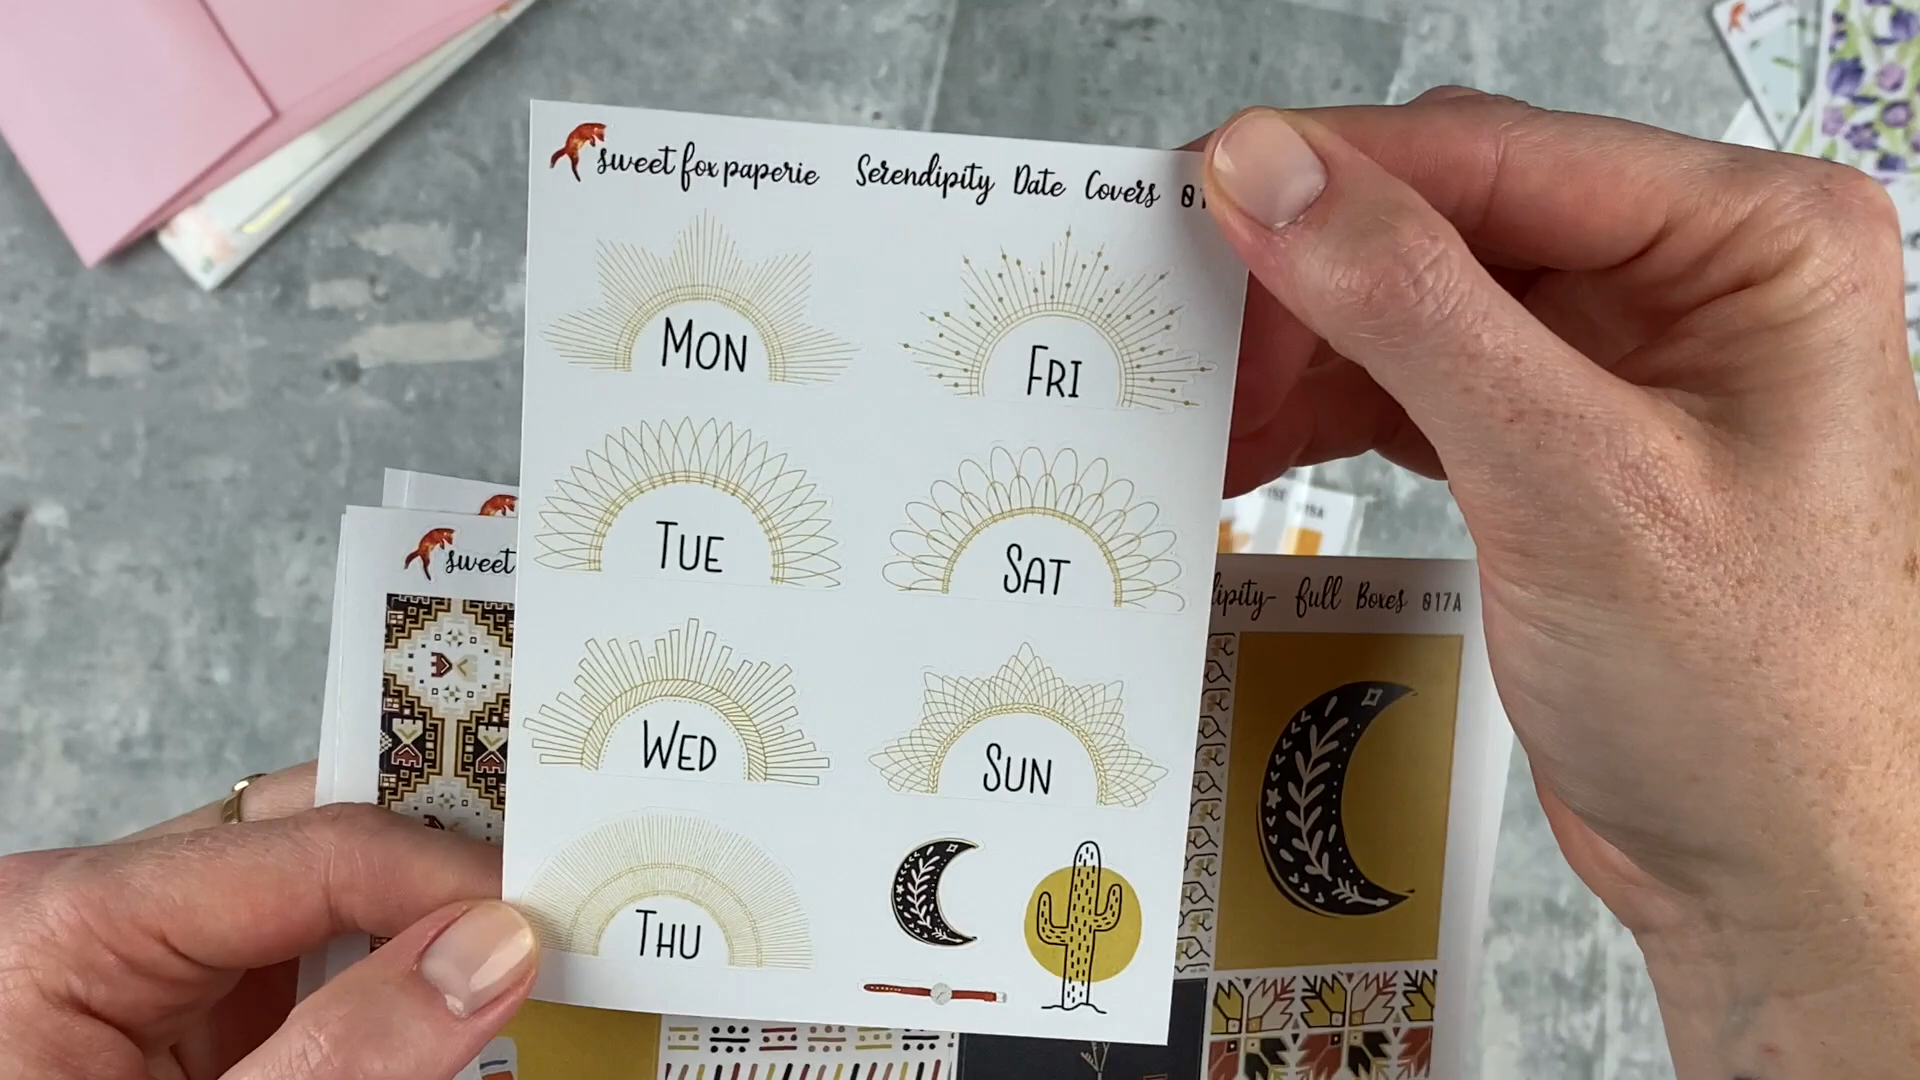 sweet fox paperie Serendipity Date Covers
MON
FRI
TUE
SAT
WED
SUN
THU
sweet
Full Boxes 017A